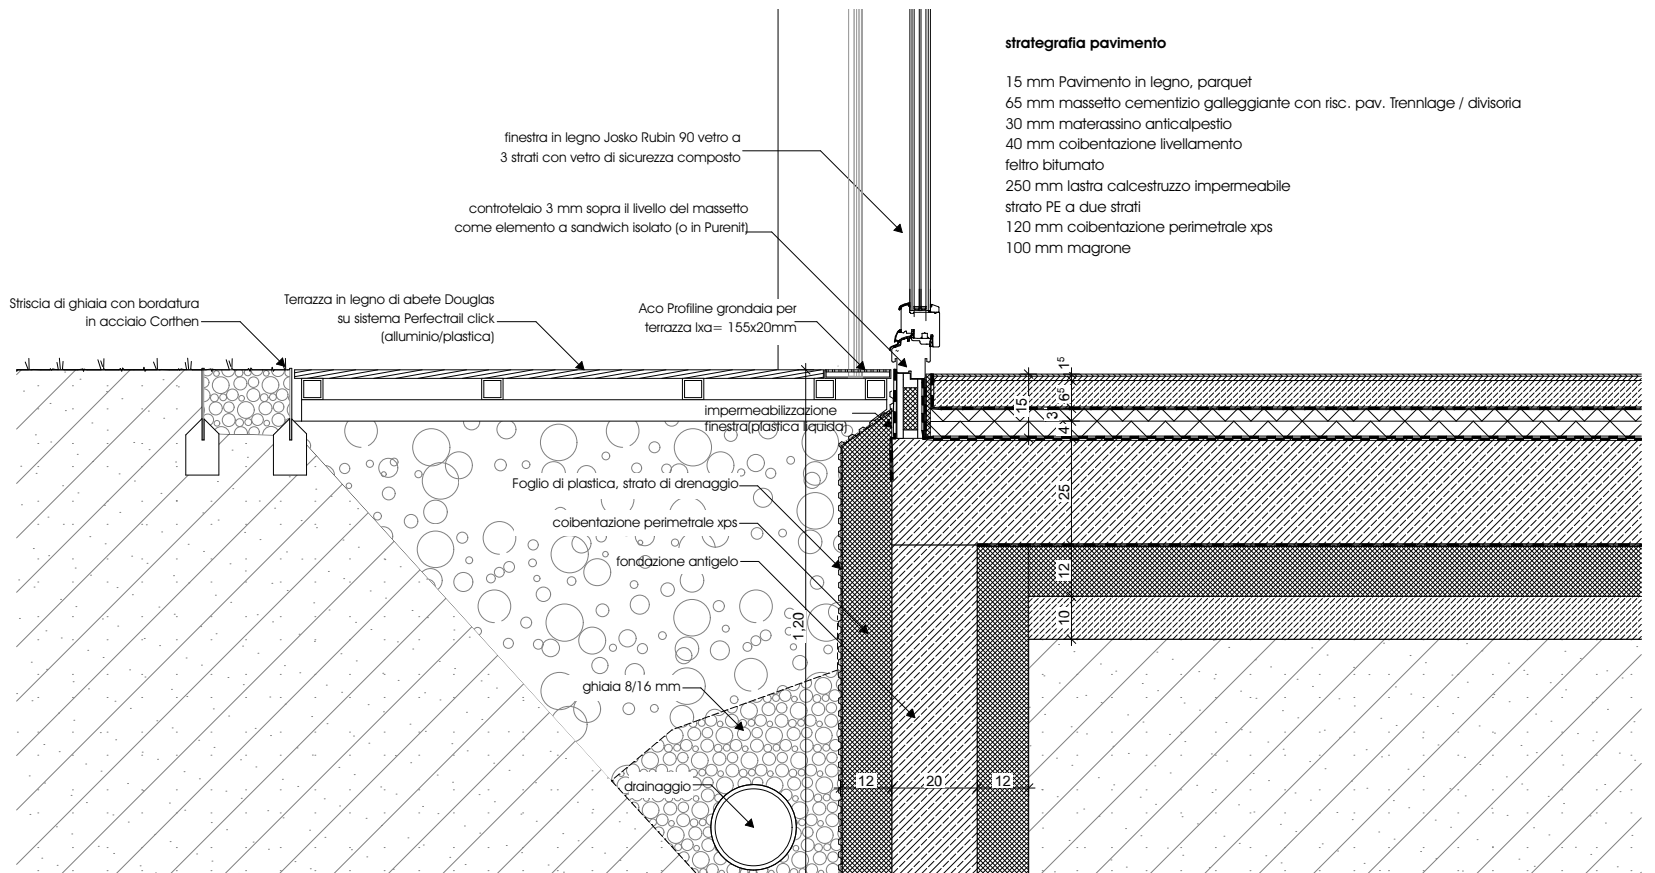 strategrafia pavimento
15 mm Pavimento in legno, parquet
65 mm massetto cementizio galleggiante con risc. pav. Trennlage / divisoria
30 mm materassino anticalpestio
40 mm coibentazione livellamento
feltro bitumato
250 mm lastra calcestruzzo impermeabile
strato PE a due strati
120 mm coibentazione perimetrale xps
100 mm magrone
finestra in legno Josko Rubin 90 vetro a
3 strati con vetro di sicurezza composto
controtelaio 3 mm sopra il livello del massetto
come elemento a sandwich isolato (o in Purenit)
Striscia di ghiaia con bordatura
in acciaio Corthen
Terrazza in legno di abete Douglas
su sistema Perfectrail click
(alluminio/plastica)
Aco Profiline grondaia per
terrazza lxa= 155x20mm
impermeabilizzazione
finestra(plastica liquida)
Foglio di plastica, strato di drenaggio
coibentazione perimetrale xps
fondazione antigelo
ghiaia 8/16 mm
drainaggio
1,20
15
1⁵
6⁵
3
4
25
12
10
12
20
12